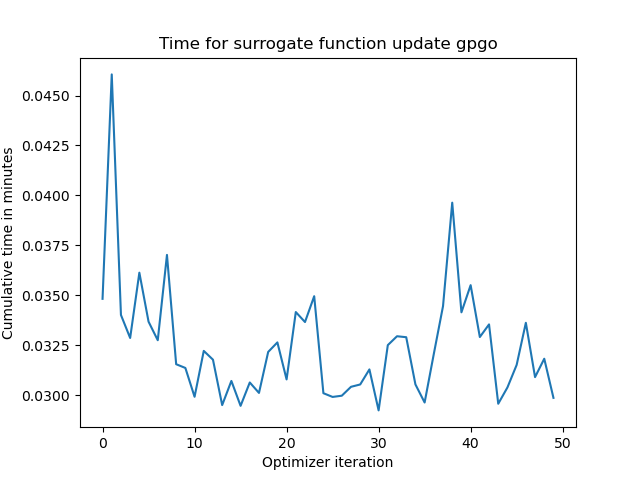 Time for surrogate function update gpgo
Cumulative time in minutes
0.0450
0.0425
0.0400
0.0375
0.0350
0.0325
0.0300
0 10 20 30 40 50
Optimizer iteration